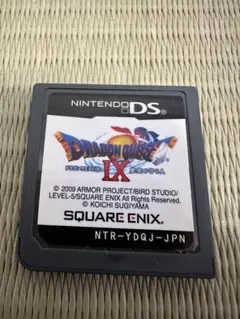 NINTENDO DS
DRAGON QUEST
IX
© 2009 ARMOR PROJECT/BIRD STUDIO/
LEVEL-5/SQUARE ENIX All Rights Reserved.
© KOICHI SUGIYAMA
SQUARE ENIX
NTR-YDQJ-JPN